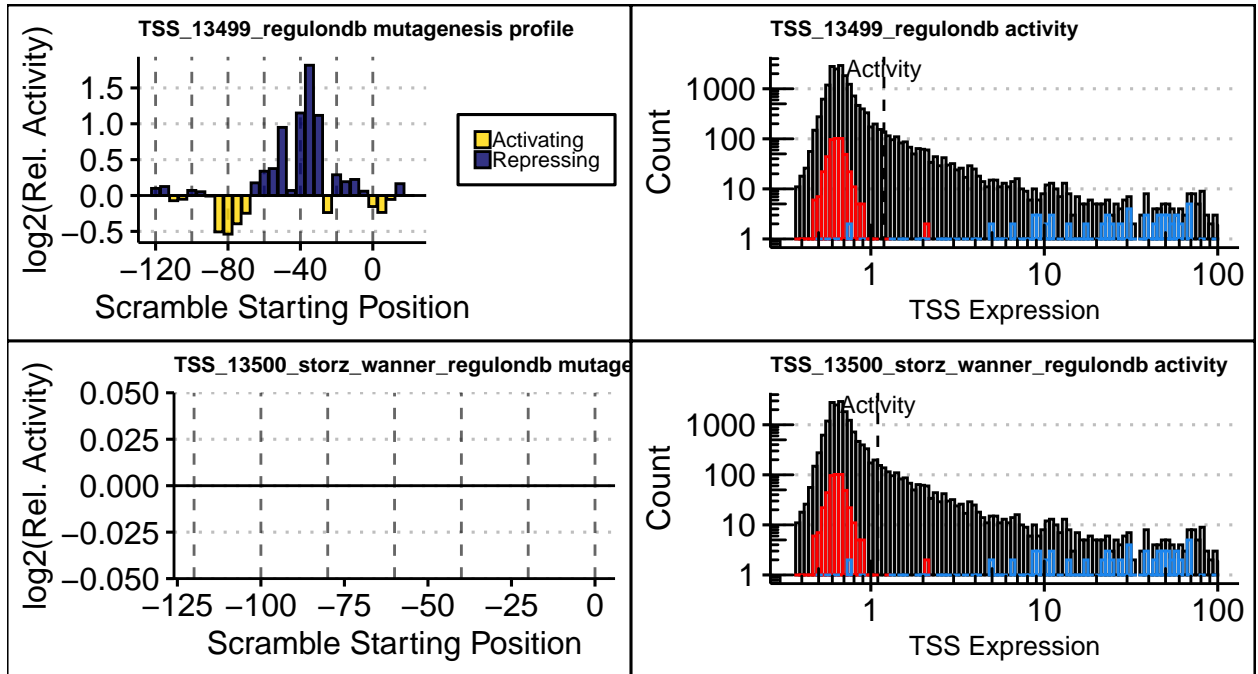 TSS_13499_regulondb mutagenesis profile
log2(Rel. Activity)
1.5
1.0
0.5
0.0
−0.5
−120 −80 −40 0
Scramble Starting Position
Activating
Repressing
TSS_13499_regulondb activity
Activity
Count
1000
100
10
1
1 10 100
TSS Expression
TSS_13500_storz_wanner_regulondb mutage
log2(Rel. Activity)
0.050
0.025
0.000
−0.025
−0.050
−125 −100 −75 −50 −25 0
Scramble Starting Position
TSS_13500_storz_wanner_regulondb activity
Activity
Count
1000
100
10
1
1 10 100
TSS Expression